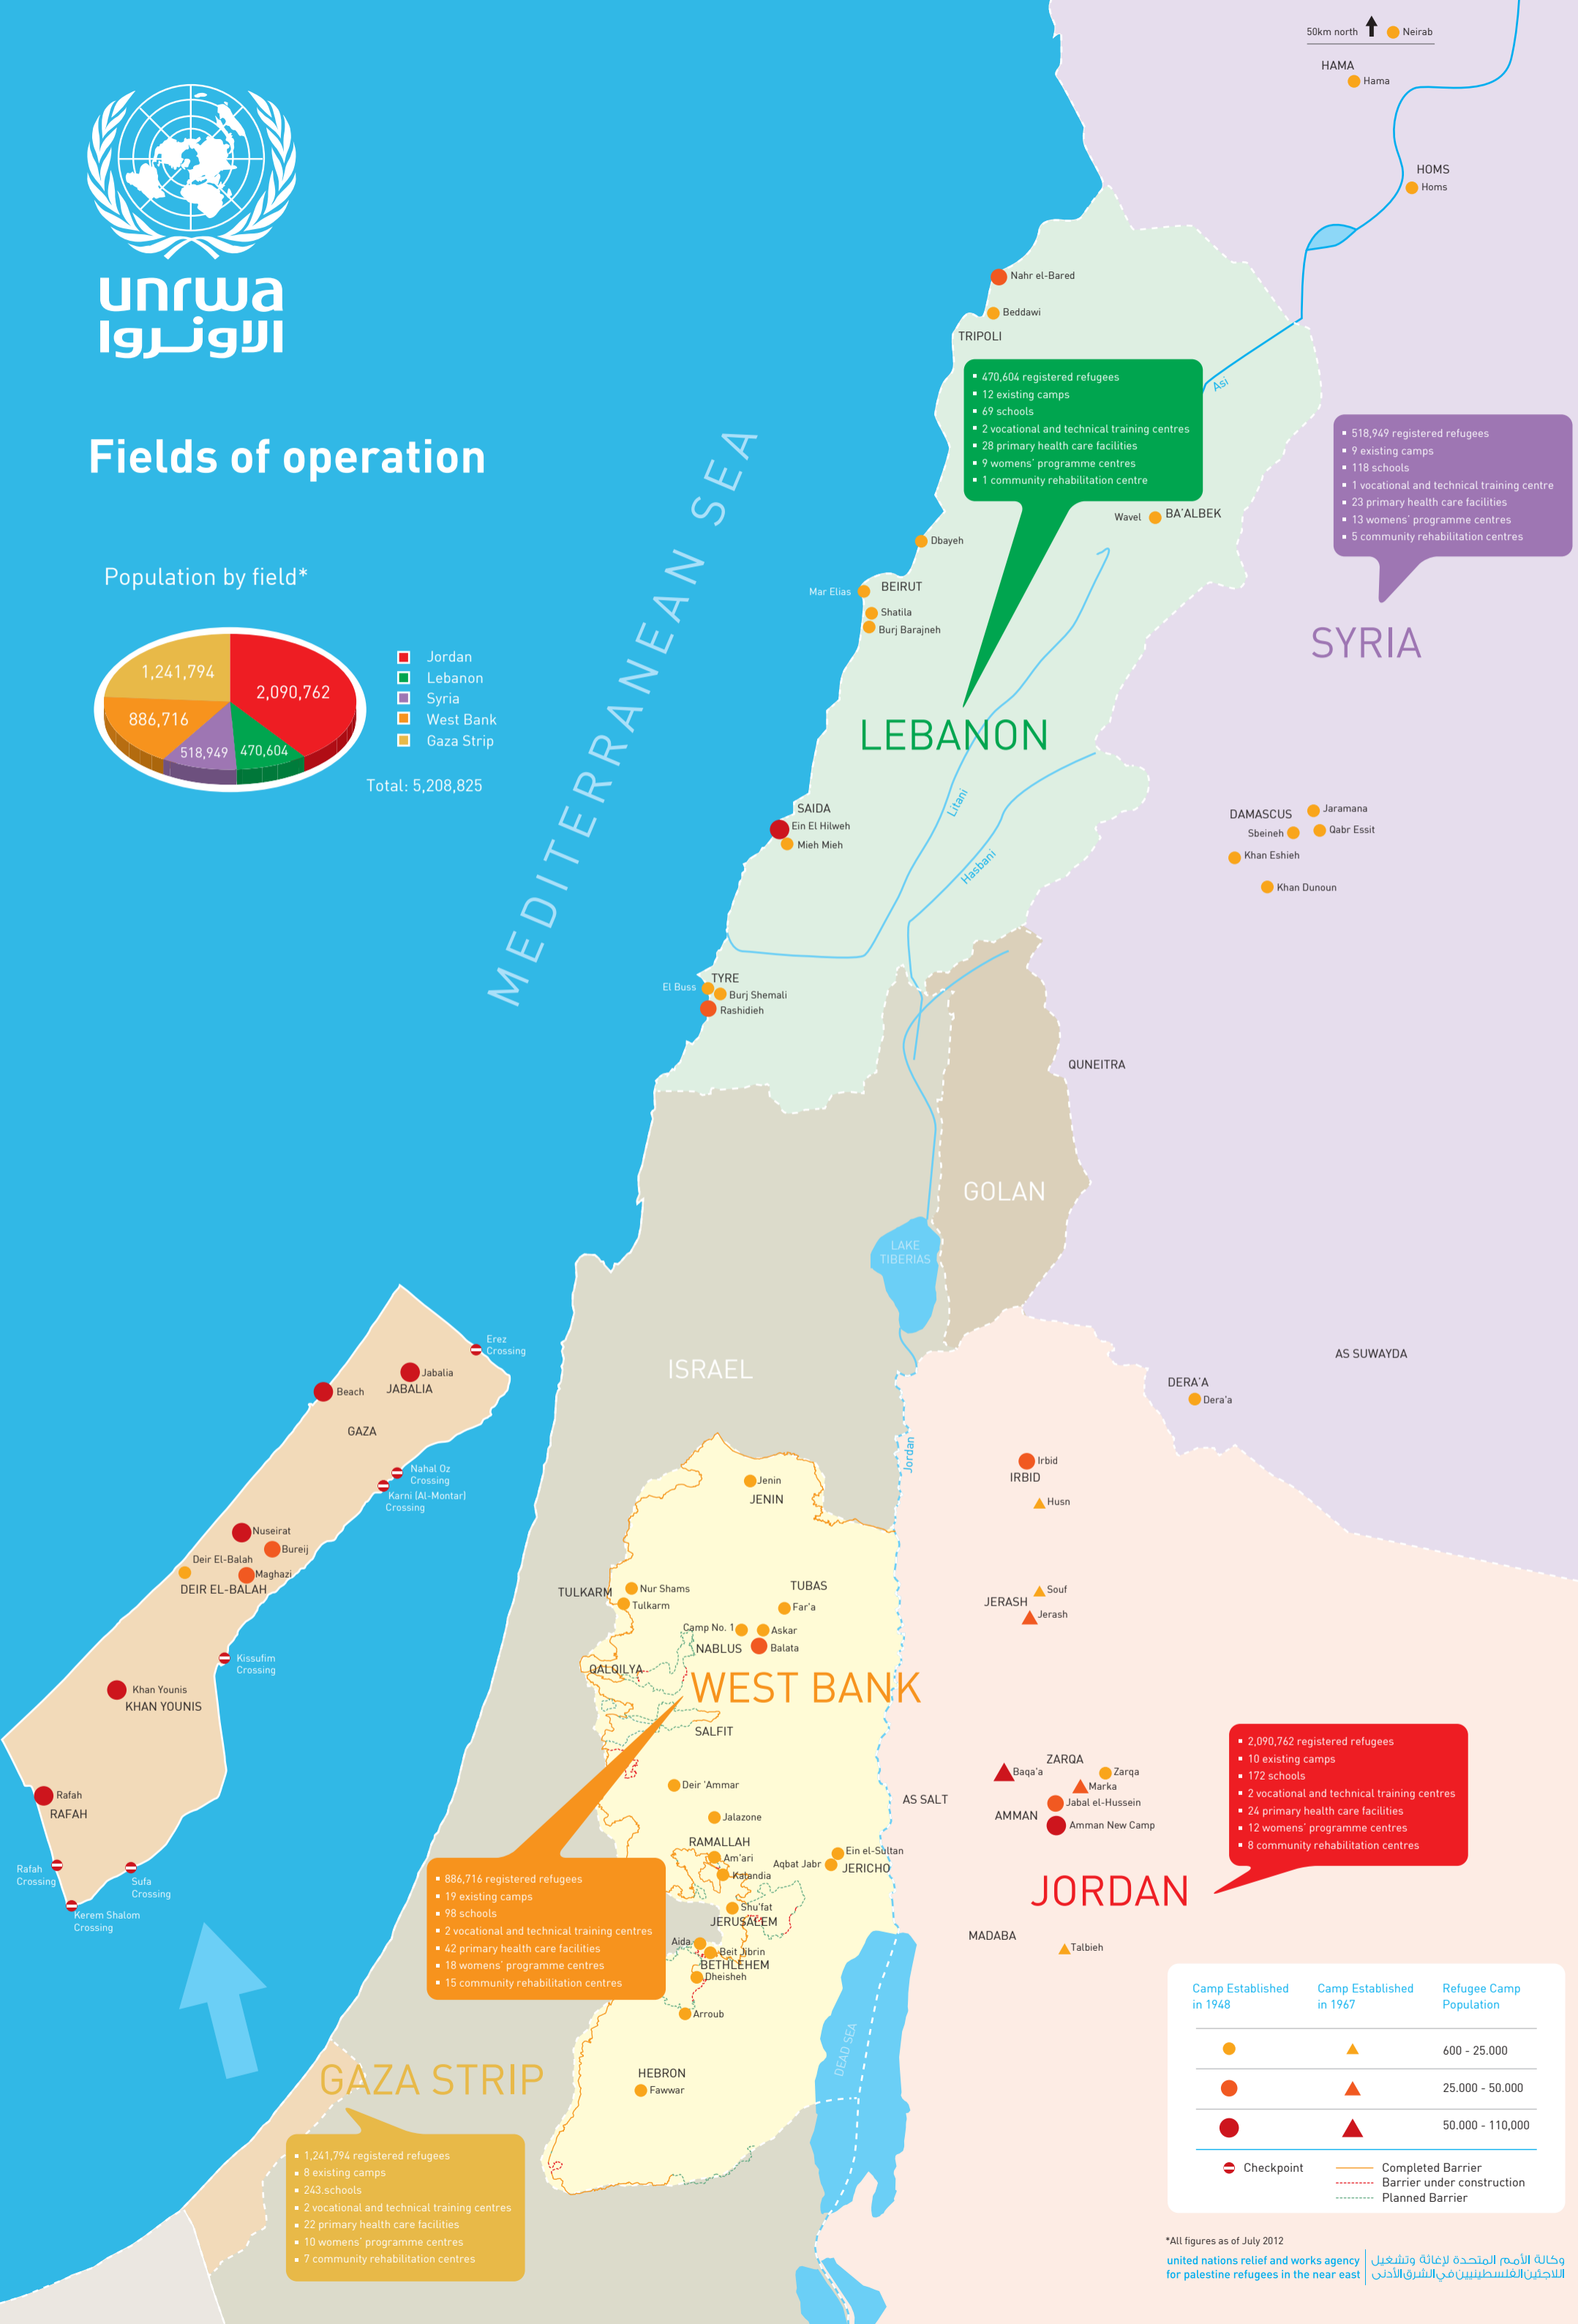 50km north
Neirab
HAMA
Hama
HOMS
Homs
unrwa
الاونروا
Fields of operation
Nahr el-Bared
Beddawi
TRIPOLI
470,604 registered refugees
12 existing camps
69 schools
2 vocational and technical training centres
28 primary health care facilities
9 womens' programme centres
1 community rehabilitation centre
Asi
518,949 registered refugees
9 existing camps
118 schools
1 vocational and technical training centre
23 primary health care facilities
13 womens' programme centres
5 community rehabilitation centres
Wavel
BA'ALBEK
Dbayeh
BEIRUT
Mar Elias
Shatila
Burj Barajneh
MEDITERRANEAN SEA
SYRIA
LEBANON
Population by field*
1,241,794
2,090,762
886,716
518,949
470,604
Jordan
Lebanon
Syria
West Bank
Gaza Strip
Total: 5,208,825
SAIDA
Ein El Hilweh
Mieh Mieh
Litani
Hasbani
DAMASCUS
Jaramana
Sbeineh
Qabr Essit
Khan Eshieh
Khan Dunoun
TYRE
El Buss
Burj Shemali
Rashidieh
QUNEITRA
GOLAN
LAKE
TIBERIAS
ISRAEL
AS SUWAYDA
DERA'A
Dera'a
Erez
Crossing
Jabalia
JABALIA
Beach
GAZA
Nahal Oz
Crossing
Karni (Al-Montar)
Crossing
Nuseirat
Bureij
Deir El-Balah
Maghazi
DEIR EL-BALAH
Kissufim
Crossing
Khan Younis
KHAN YOUNIS
Rafah
RAFAH
Rafah
Crossing
Sufa
Crossing
Kerem Shalom
Crossing
Jordan
Irbid
IRBID
Husn
Souf
JERASH
Jerash
Jenin
JENIN
TULKARM
Nur Shams
Tulkarm
TUBAS
Far'a
Camp No. 1
Askar
NABLUS
Balata
QALQILYA
WEST BANK
SALFIT
Deir 'Ammar
Jalazone
RAMALLAH
Am'ari
Kalandia
Ein el-Sultan
Aqbat Jabr
JERICHO
Shu'fat
JERUSALEM
Aida
Beit Jibrin
BETHLEHEM
Dheisheh
Arroub
HEBRON
Fawwar
DEAD SEA
886,716 registered refugees
19 existing camps
98 schools
2 vocational and technical training centres
42 primary health care facilities
18 womens' programme centres
15 community rehabilitation centres
ZARQA
Baqa'a
Zarqa
Marka
AS SALT
Jabal el-Hussein
AMMAN
Amman New Camp
JORDAN
MADABA
Talbieh
2,090,762 registered refugees
10 existing camps
172 schools
2 vocational and technical training centres
24 primary health care facilities
12 womens' programme centres
8 community rehabilitation centres
GAZA STRIP
1,241,794 registered refugees
8 existing camps
243.schools
2 vocational and technical training centres
22 primary health care facilities
10 womens' programme centres
7 community rehabilitation centres
Camp Established
in 1948
Camp Established
in 1967
Refugee Camp
Population
600 - 25.000
25.000 - 50.000
50.000 - 110,000
Checkpoint
Completed Barrier
Barrier under construction
Planned Barrier
*All figures as of July 2012
united nations relief and works agency
for palestine refugees in the near east
وكالة الأمم المتحدة لإغاثة وتشغيل
اللاجئين الفلسطينيين في الشرق الأدنى